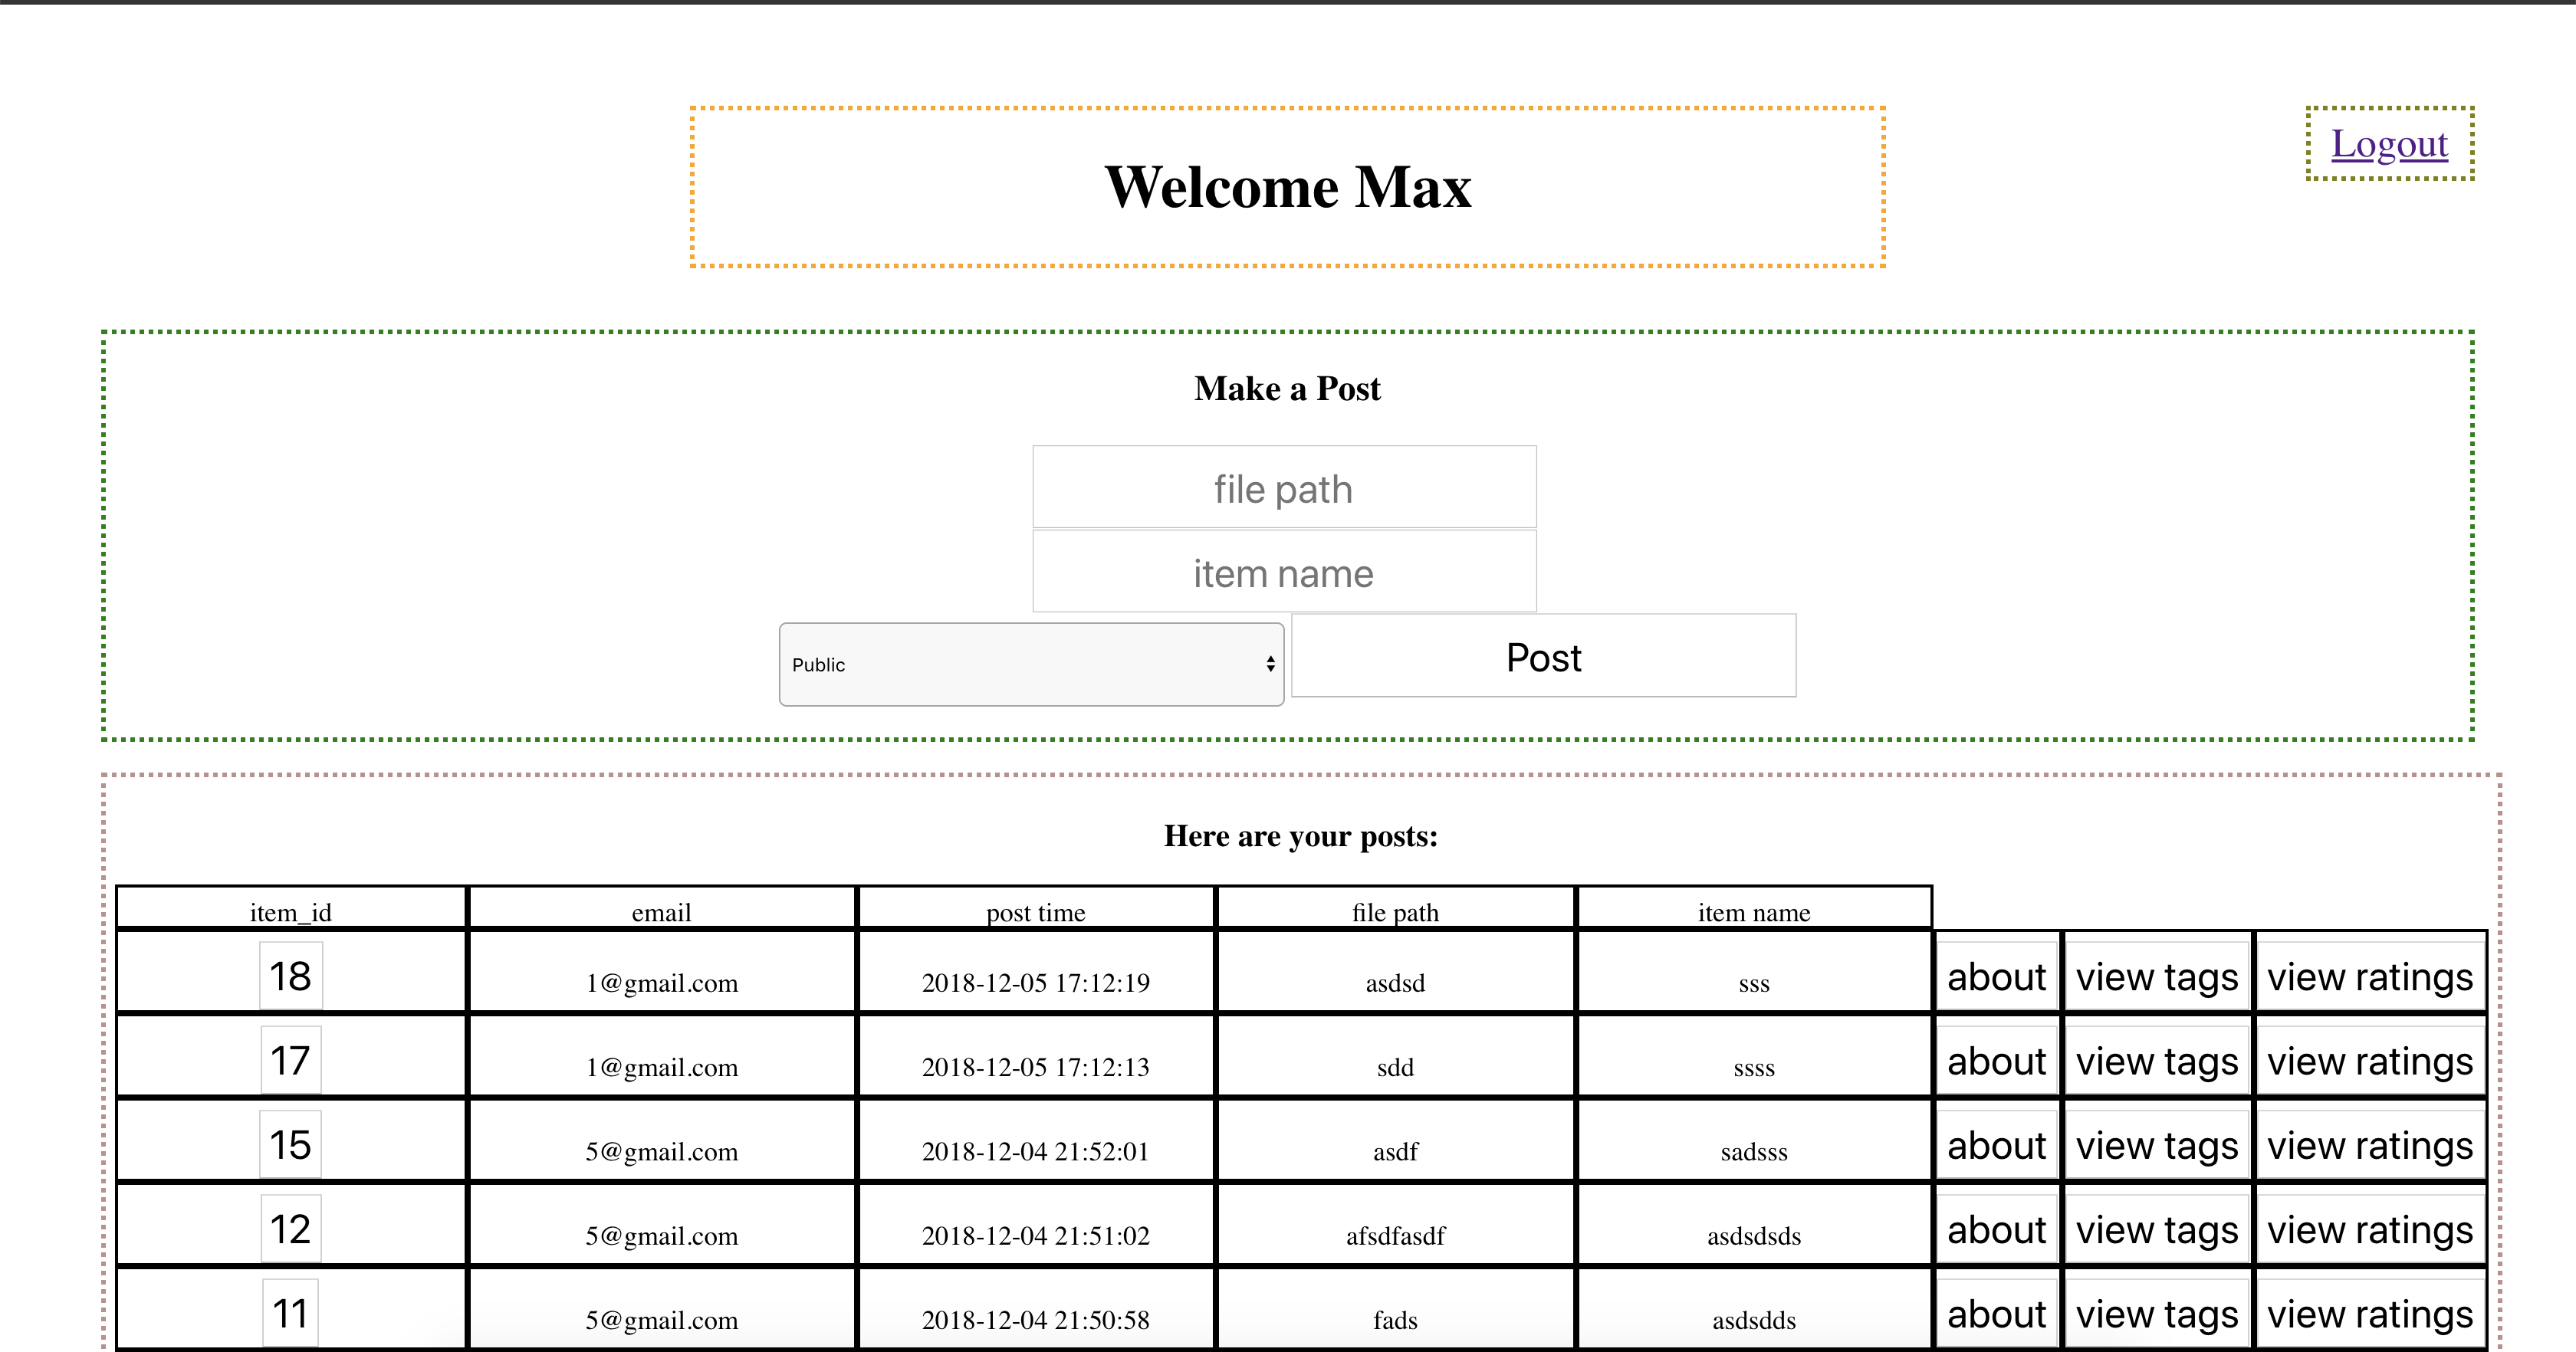 Logout
Welcome Max
Make a Post
file path
item name
Public
Post
Here are your posts:
item_id email post time file path item name
18 1@gmail.com 2018-12-05 17:12:19 asdsd sss about view tags view ratings
17 1@gmail.com 2018-12-05 17:12:13 sdd ssss about view tags view ratings
15 5@gmail.com 2018-12-04 21:52:01 asdf sadsss about view tags view ratings
12 5@gmail.com 2018-12-04 21:51:02 afsdfasdf asdsdsds about view tags view ratings
11 5@gmail.com 2018-12-04 21:50:58 fads asdsdds about view tags view ratings